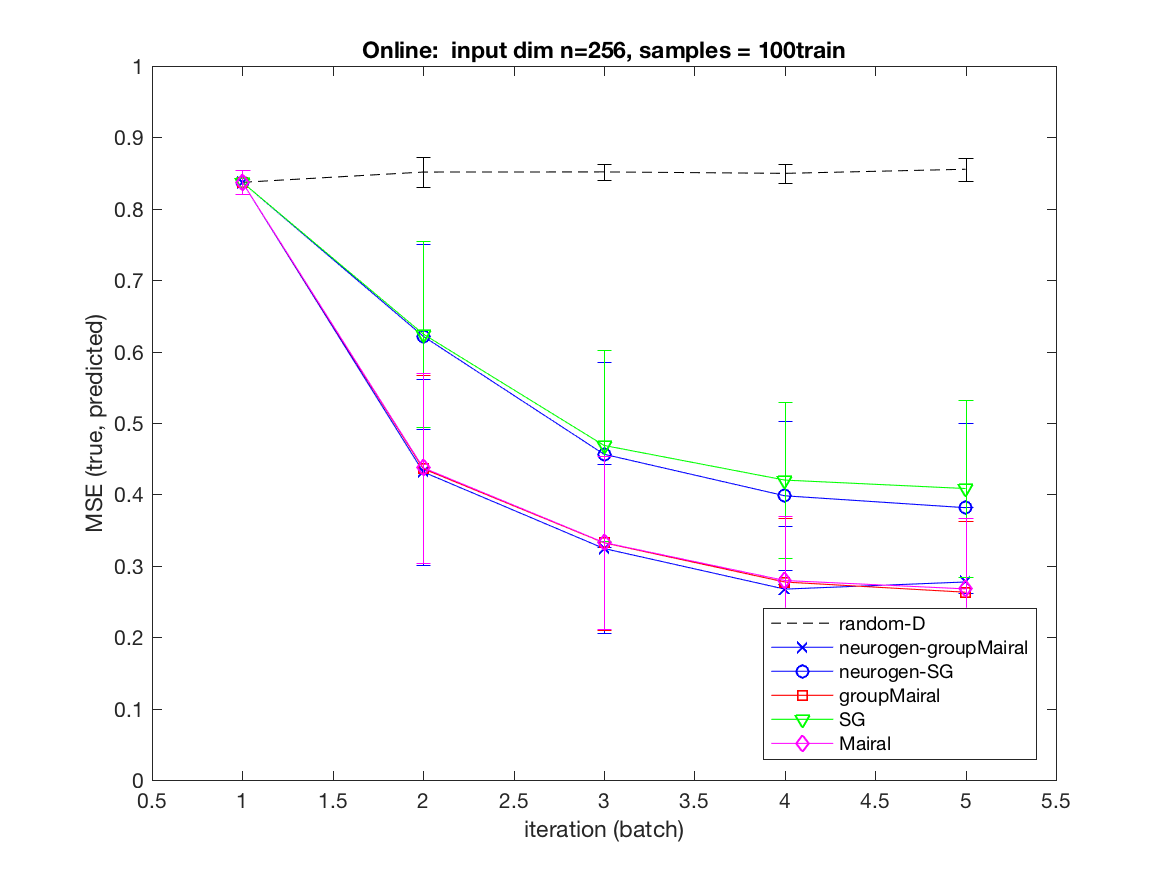 Online:  input dim n=256, samples = 100train
1
0.9
0.8
0.7
0.6
0.5
0.4
0.3
0.2
0.1
0
MSE (true, predicted)
random-D
neurogen-groupMairal
neurogen-SG
groupMairal
SG
Mairal
0.5 1 1.5 2 2.5 3 3.5 4 4.5 5 5.5
iteration (batch)